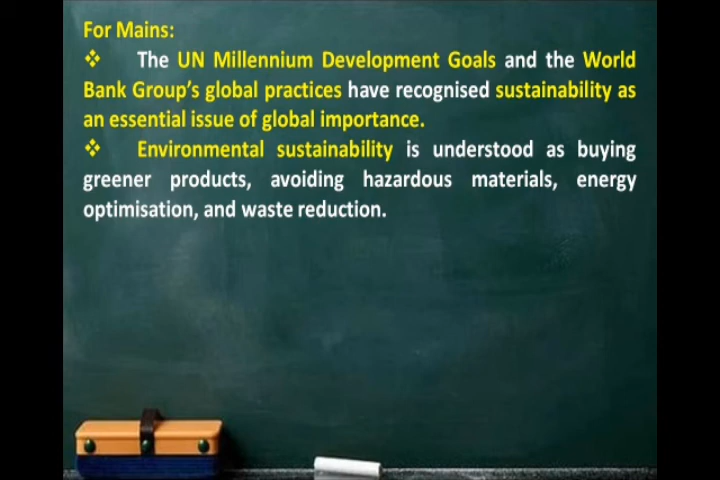 For Mains:
❖ The UN Millennium Development Goals and the World
Bank Group’s global practices have recognised sustainability as
an essential issue of global importance.
❖ Environmental sustainability is understood as buying
greener products, avoiding hazardous materials, energy
optimisation, and waste reduction.